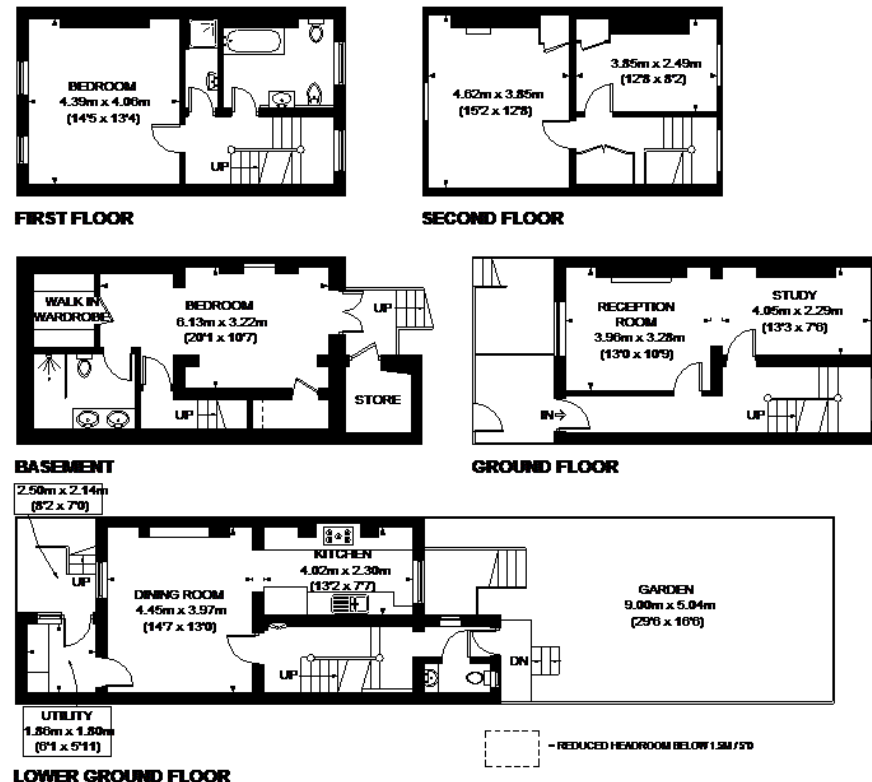 BEDROOM
4.39m x 4.06m
(14'5 x 13'4)
UP
FIRST FLOOR
4.62m x 3.85m
(15'2 x 12'8)
3.85m x 2.49m
(12'8 x 8'2)
SECOND FLOOR
WALK IN
WARDROBE
BEDROOM
6.13m x 3.22m
(20'1 x 10'7)
UP
UP
STORE
BASEMENT
RECEPTION
ROOM
3.96m x 3.28m
(13'0 x 10'9)
STUDY
4.05m x 2.29m
(13'3 x 7'6)
IN
UP
GROUND FLOOR
2.50m x 2.14m
(8'2 x 7'0)
UP
DINING ROOM
4.45m x 3.97m
(14'7 x 13'0)
KITCHEN
4.02m x 2.30m
(13'2 x 7'7)
UP
DN
GARDEN
9.00m x 5.04m
(29'6 x 16'6)
UTILITY
1.86m x 1.80m
(6'1 x 5'11)
LOWER GROUND FLOOR
= REDUCED HEADROOM BELOW 1.5M / 5'0